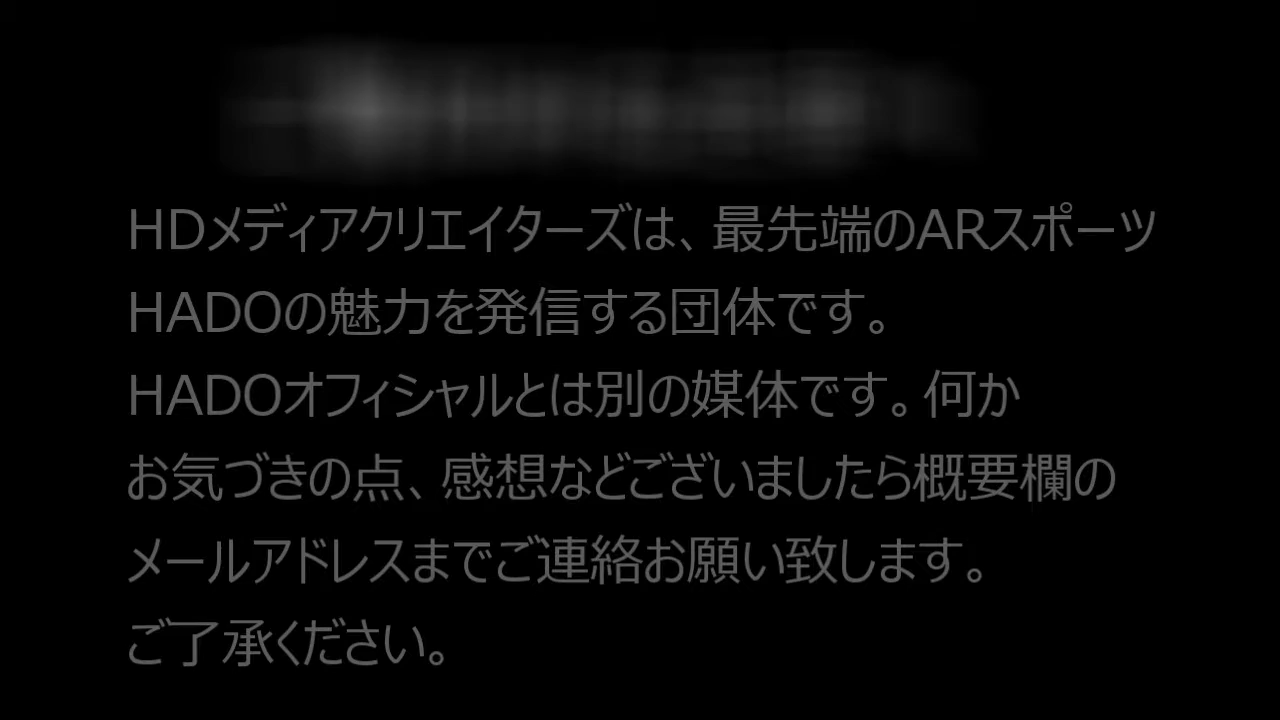 HDメディアクリエイターズは、最先端のARスポーツ
HADOの魅力を発信する団体です。
HADOオフィシャルとは別の媒体です。何か
お気づきの点、感想などございましたら概要欄の
メールアドレスまでご連絡お願い致します。
ご了承ください。